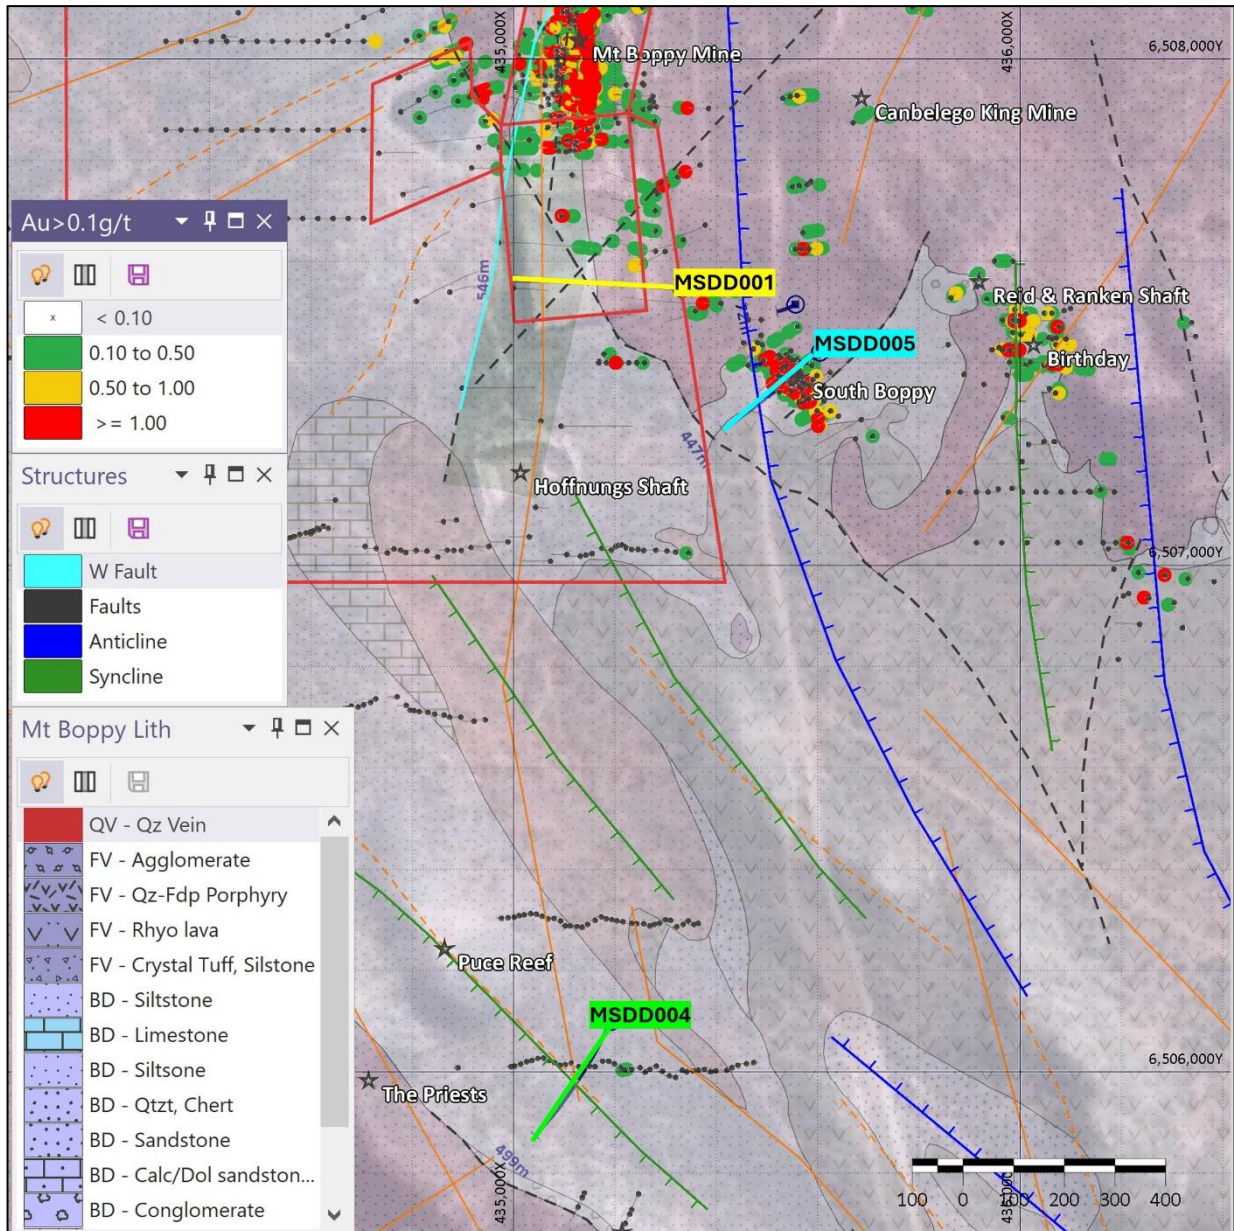 435,000X
436,000X
6,508,000Y
Mt Boppy Mine
Canbelego King Mine
Au>0.1g/t
x
< 0.10
0.10 to 0.50
0.50 to 1.00
>= 1.00
546m
MSDD001
Reid & Ranken Shaft
72m
MSDD005
Birthday
South Boppy
447m
Structures
W Fault
Faults
Anticline
Syncline
Hoffnungs Shaft
6,507,000Y
Mt Boppy Lith
QV - Qz Vein
FV - Agglomerate
FV - Qz-Fdp Porphyry
FV - Rhyo lava
FV - Crystal Tuff, Silstone
BD - Siltstone
BD - Limestone
BD - Siltsone
BD - Qtzt, Chert
BD - Sandstone
BD - Calc/Dol sandston...
BD - Conglomerate
Puce Reef
MSDD004
6,506,000Y
The Priests
499m
435,000X
100 0 100 200 300 400